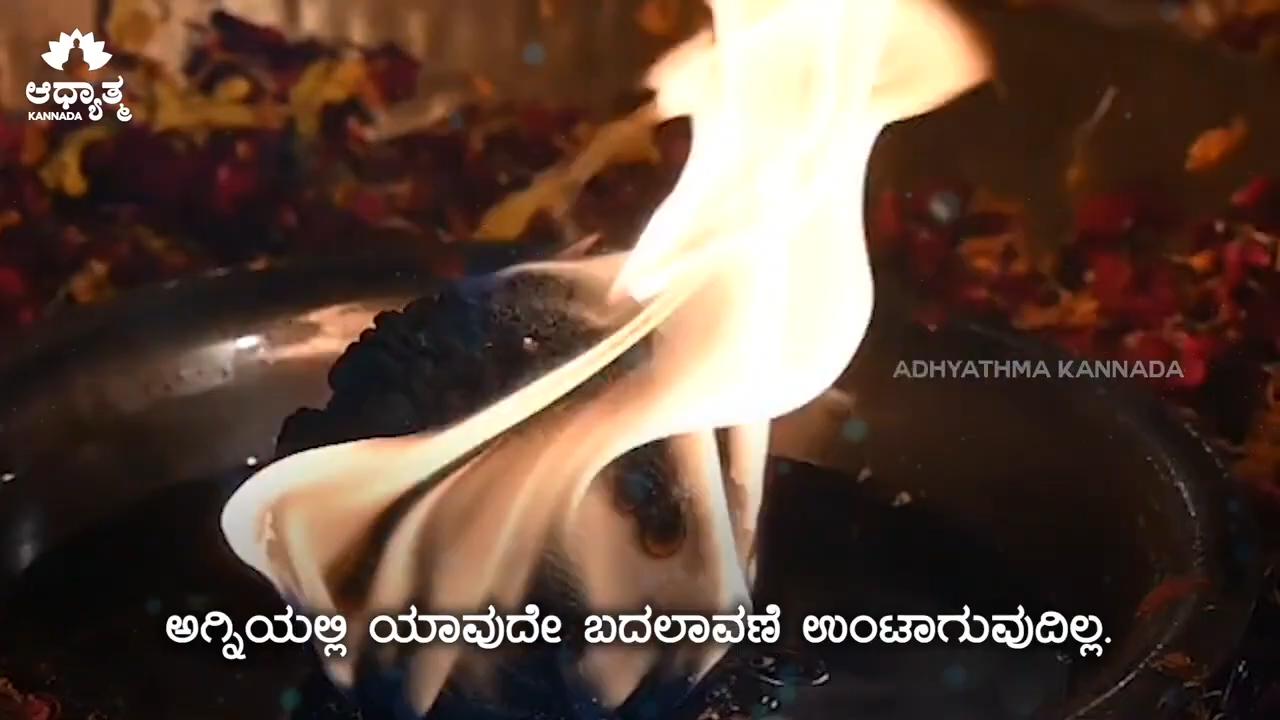 ಆಧ್ಯಾತ್ಮ
KANNADA
ADHYATHMA KANNADA
ಅಗ್ನಿಯಲ್ಲಿ ಯಾವುದೇ ಬದಲಾವಣೆ ಉಂಟಾಗುವುದಿಲ್ಲ.